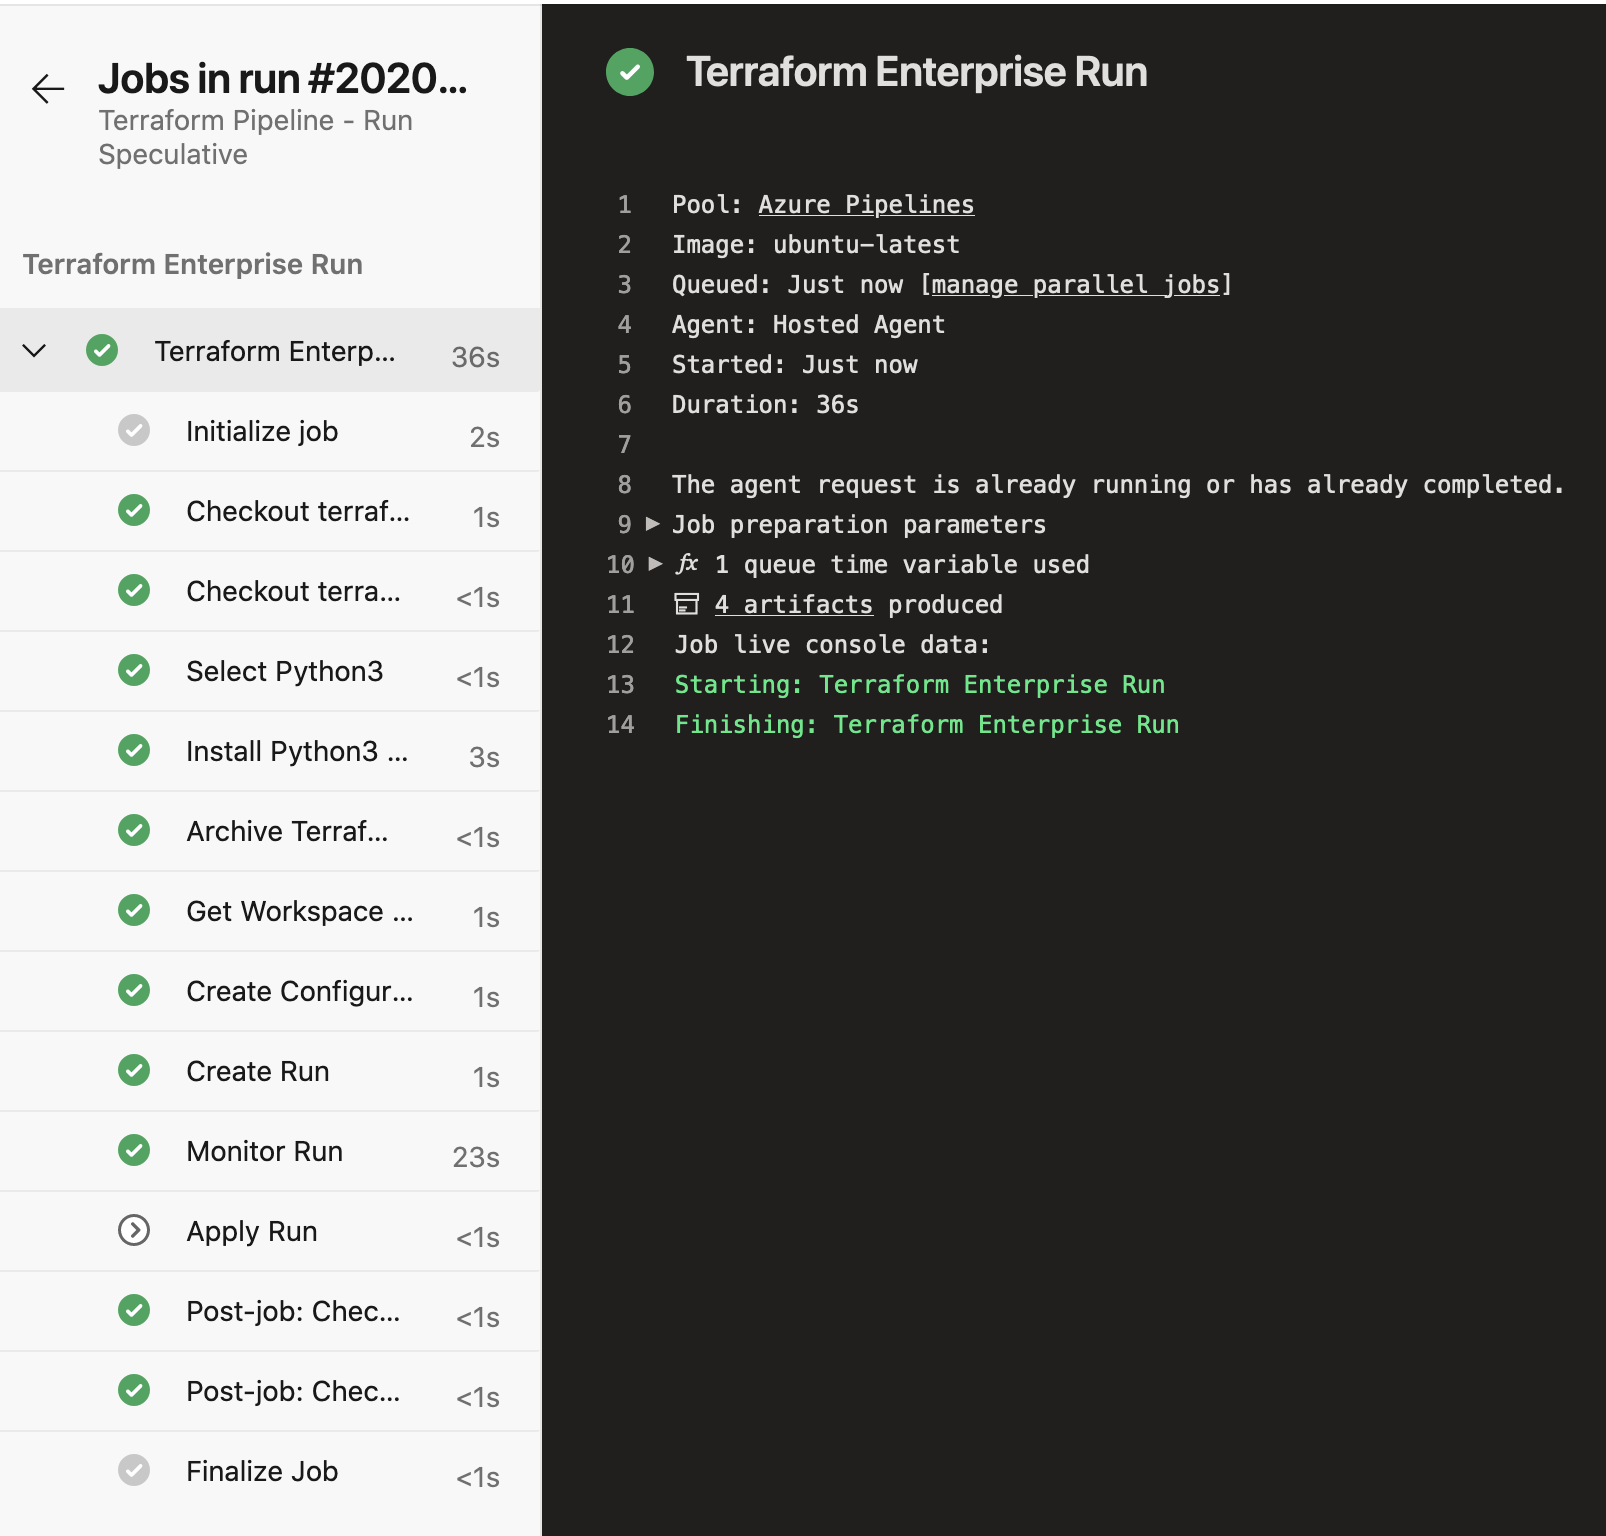 Jobs in run #2020...
Terraform Pipeline - Run
Speculative
Terraform Enterprise Run
Terraform Enterp... 36s
Initialize job 2s
Checkout terraf... 1s
Checkout terra... <1s
Select Python3 <1s
Install Python3 ... 3s
Archive Terraf... <1s
Get Workspace ... 1s
Create Configur... 1s
Create Run 1s
Monitor Run 23s
Apply Run <1s
Post-job: Chec... <1s
Post-job: Chec... <1s
Finalize Job <1s
Terraform Enterprise Run
1 Pool: Azure Pipelines
2 Image: ubuntu-latest
3 Queued: Just now [manage parallel jobs]
4 Agent: Hosted Agent
5 Started: Just now
6 Duration: 36s
7
8 The agent request is already running or has already completed.
9 Job preparation parameters
10 fx 1 queue time variable used
11 4 artifacts produced
12 Job live console data:
13 Starting: Terraform Enterprise Run
14 Finishing: Terraform Enterprise Run